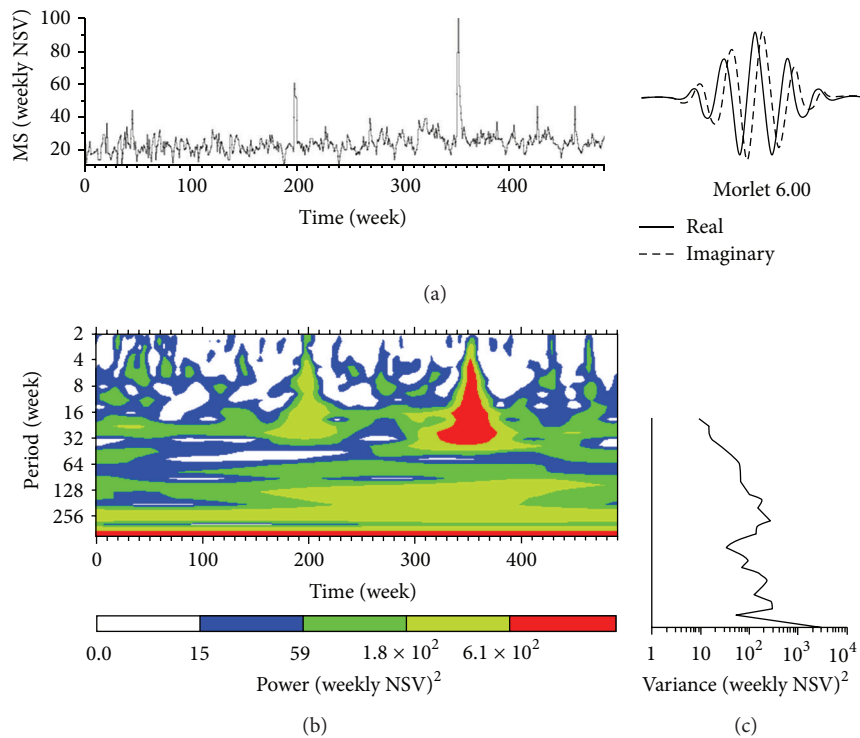 MS (weekly NSV)
100
80
60
40
20
0
100
200
300
400
Time (week)
Morlet 6.00
Real
Imaginary
(a)
Period (week)
2
4
8
16
32
64
128
256
0
100
200
300
400
Time (week)
0.0
15
59
1.8 × 10²
6.1 × 10²
Power (weekly NSV)²
(b)
1
10
10²
10³
10⁴
Variance (weekly NSV)²
(c)